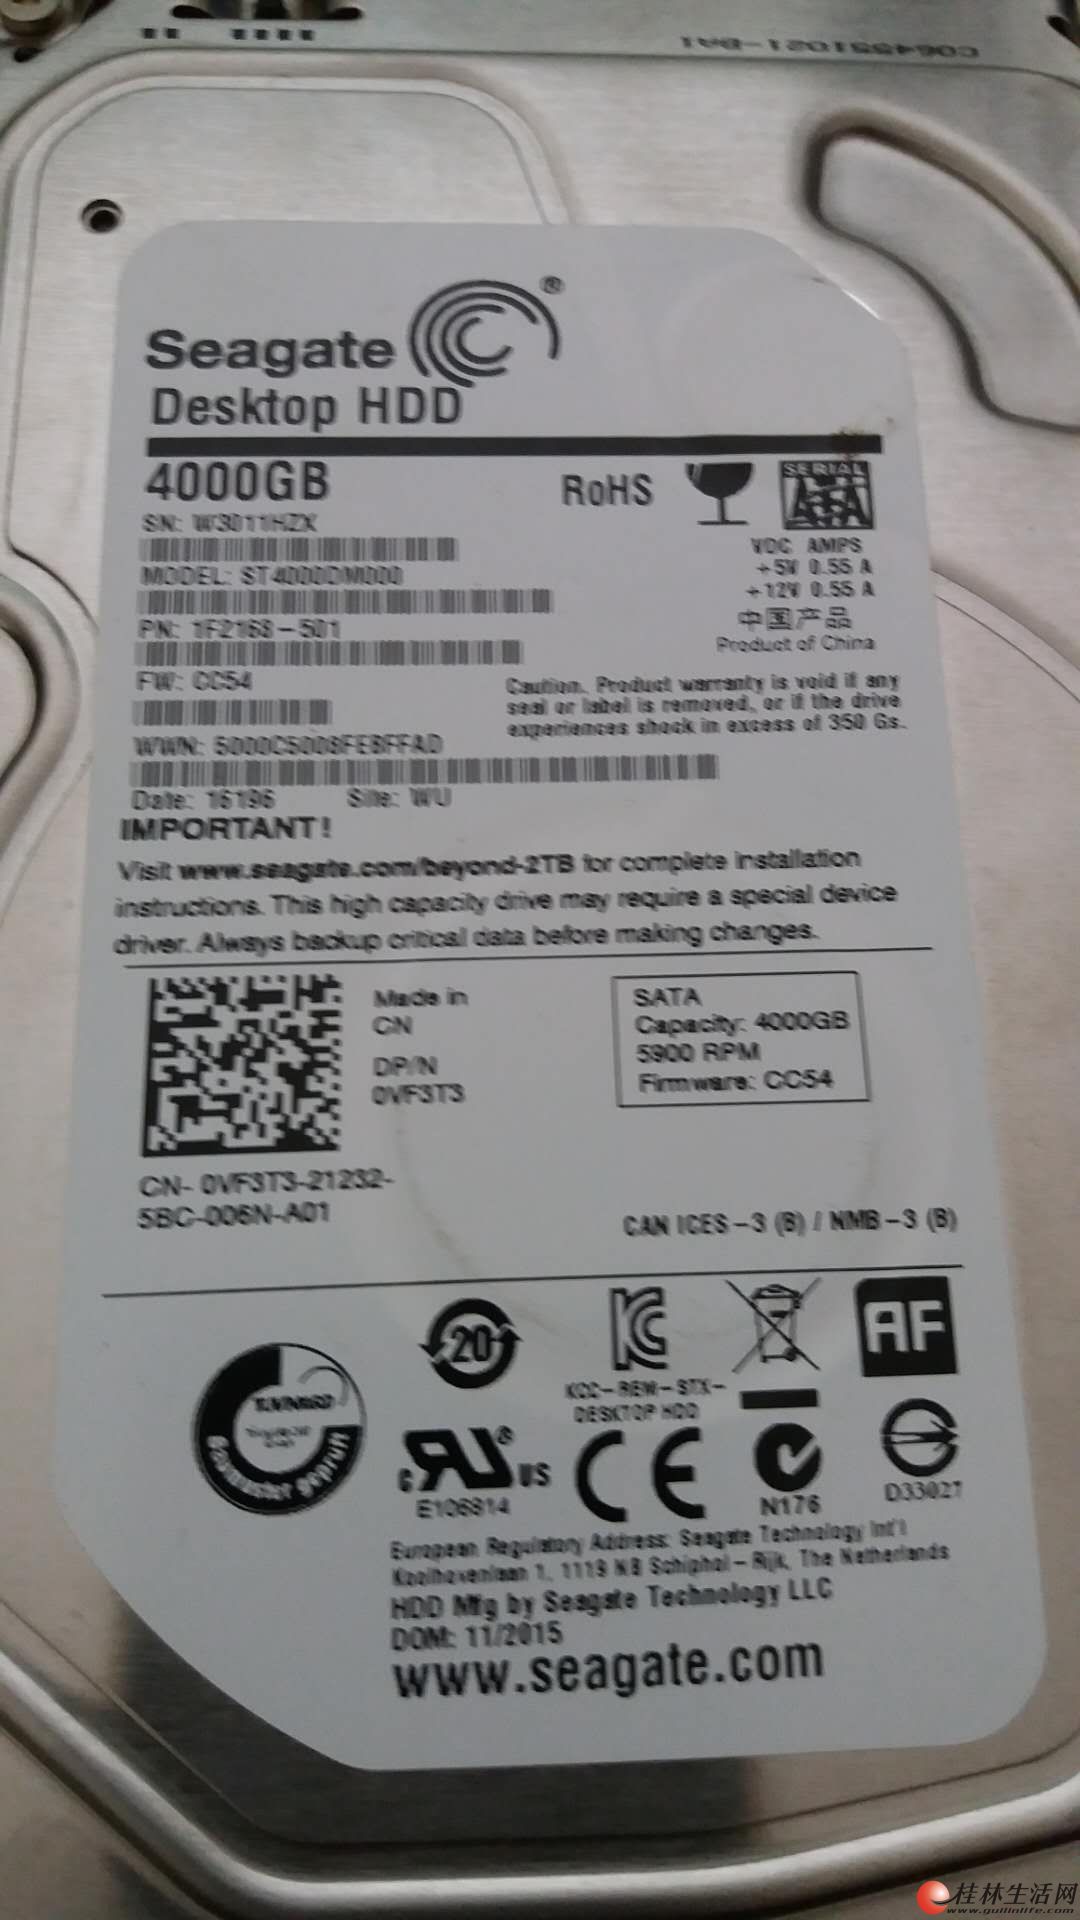 Seagate
Desktop HDD
4000GB
RoHS
SERIAL
ATA
SN: W3011HZX
MODEL: ST4000DM000
PN: 1F2168-501
FW: CC54
VDC AMPS
+5V 0.55 A
+12V 0.55 A
中国产品
Product of China
Caution. Product warranty is void if any
seal or label is removed, or if the drive
experiences shock in excess of 350 Gs.
WWN:
Date: 16196 Site: WU
IMPORTANT!
Visit www.seagate.com/beyond-2TB for complete installation
instructions. This high capacity drive may require a special device
driver. Always backup critical data before making changes.
Made in
CN
DP/N
0VF3T3
SATA
Capacity: 4000GB
5900 RPM
Firmware: CC54
CN- 0VF3T3-21232-
5BC-006N-A01
CAN ICES-3 (B) / NMB-3 (B)
20
KC
AF
KCC-REM-STX-
DESKTOP HDD
c US
E106814
CE
N176
D33027
European Regulatory Address: Seagate Technology Int'l
Koolhovenlaan 1, 1119 NB Schiphol-Rijk, The Netherlands
HDD Mfg by Seagate Technology LLC
DOM: 11/2015
www.seagate.com
桂林生活网
www.guilinlife.com